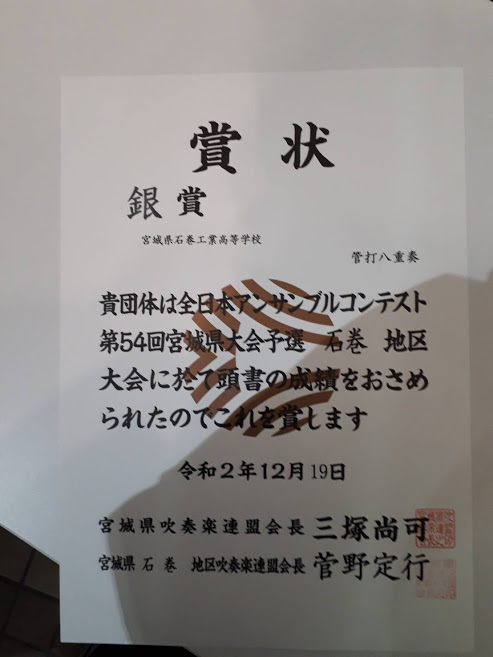 賞状
銀賞
宮城県石巻工業高等学校
管打八重奏
貴団体は全日本アンサンブルコンテスト
第54回宮城県大会予選 石巻 地区
大会に於て頭書の成績をおさめ
られたのでこれを賞します
令和2年12月19日
宮城県吹奏楽連盟会長 三塚尚可
宮城県 石巻 地区吹奏楽連盟会長 菅野定行